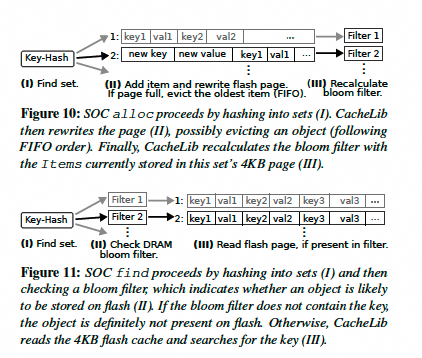 1: key1 val1 key2 val2 ... Filter 1
Key-Hash 2: new key new value key1 val1 ... Filter 2
(I) Find set. (II) Add item and rewrite flash page. (III) Recalculate
If page full, evict the oldest item (FIFO). bloom filter.
Figure 10: SOC alloc proceeds by hashing into sets (I). CacheLib
then rewrites the page (II), possibly evicting an object (following
FIFO order). Finally, CacheLib recalculates the bloom filter with
the Items currently stored in this set's 4KB page (III).
Filter 1 1: key1 val1 key2 val2 key3 val3 ...
Key-Hash Filter 2 2: key1 val1 key2 val2 key3 val3 ...
(I) Find set. (II) Check DRAM (III) Read flash page, if present in filter.
bloom filter.
Figure 11: SOC find proceeds by hashing into sets (I) and then
checking a bloom filter, which indicates whether an object is likely
to be stored on flash (II). If the bloom filter does not contain the key,
the object is definitely not present on flash. Otherwise, CacheLib
reads the 4KB flash cache and searches for the key (III).